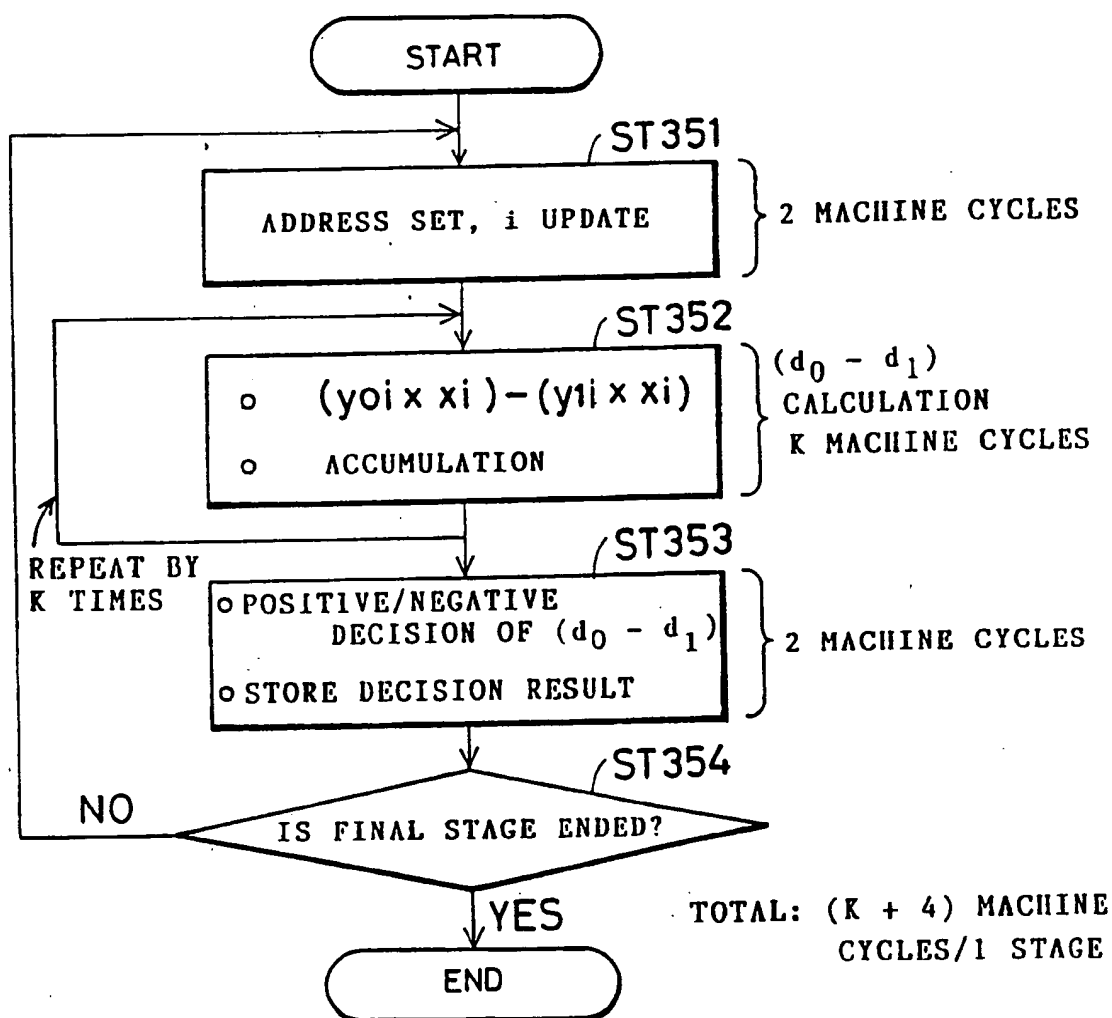 START
ST351
ADDRESS SET, i UPDATE
2 MACHINE CYCLES
ST352
(y0i x xi) - (y1i x xi)
ACCUMULATION
(d0 - d1)
CALCULATION
K MACHINE CYCLES
REPEAT BY
K TIMES
ST353
POSITIVE/NEGATIVE
DECISION OF (d0 - d1)
STORE DECISION RESULT
2 MACHINE CYCLES
ST354
NO
IS FINAL STAGE ENDED?
YES
END
TOTAL: (K + 4) MACHINE
CYCLES/1 STAGE